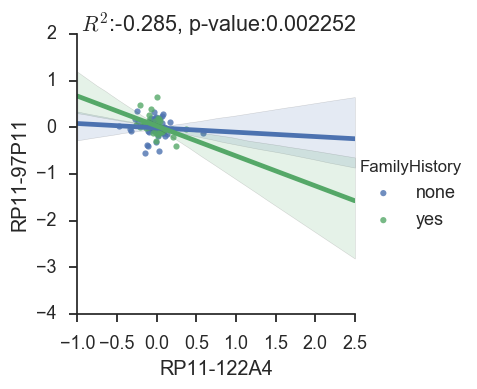 R²:-0.285, p-value:0.002252
2
1
0
−1
−2
−3
−4
RP11-97P11
FamilyHistory
none
yes
−1.0 −0.5 0.0 0.5 1.0 1.5 2.0 2.5
RP11-122A4